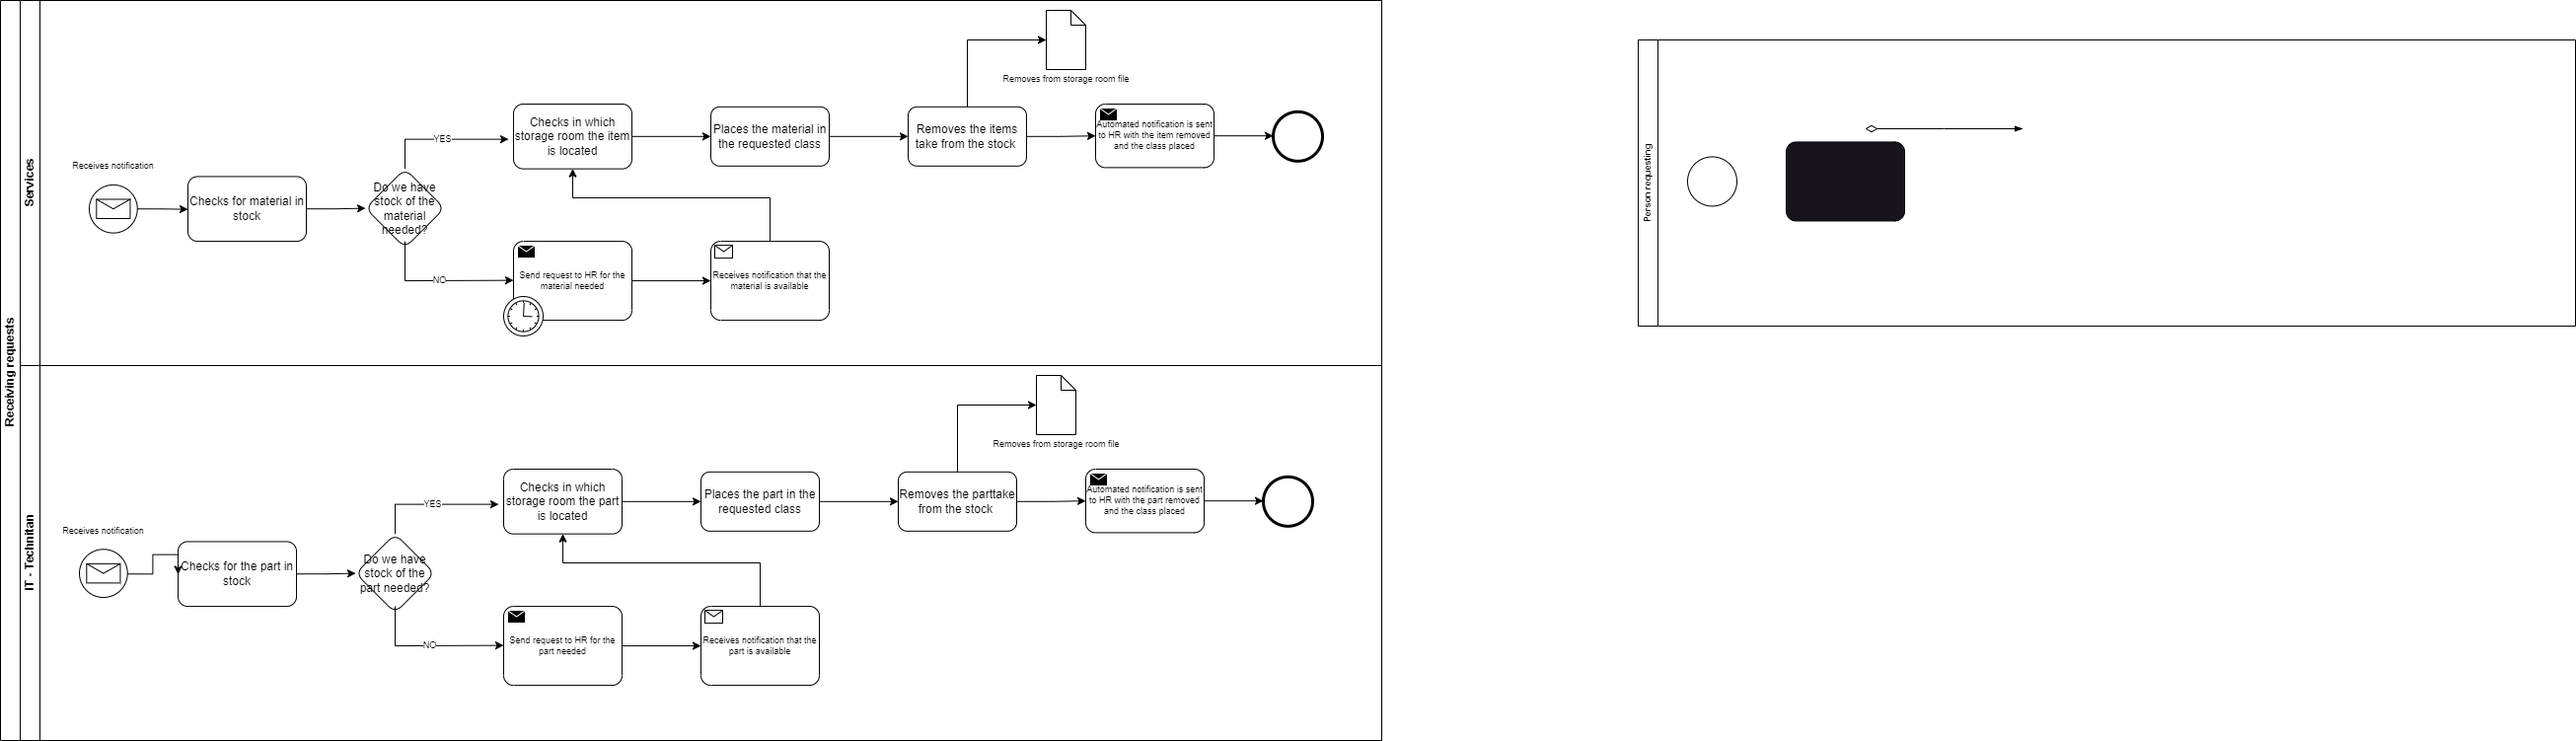 Receiving requests
Services
Receives notification
Checks for material in
stock
Do we have
stock of the
material
needed?
YES
NO
Checks in which
storage room the item
is located
Places the material in
the requested class
Removes the items
take from the stock
Removes from storage room file
Automated notification is sent
to HR with the item removed
and the class placed
Send request to HR for the
material needed
Receives notification that the
material is available
IT - Technitan
Receives notification
Checks for the part in
stock
Do we have
stock of the
part needed?
YES
NO
Checks in which
storage room the part
is located
Places the part in the
requested class
Removes the parttake
from the stock
Removes from storage room file
Automated notification is sent
to HR with the part removed
and the class placed
Send request to HR for the
part needed
Receives notification that the
part is available
Person requesting